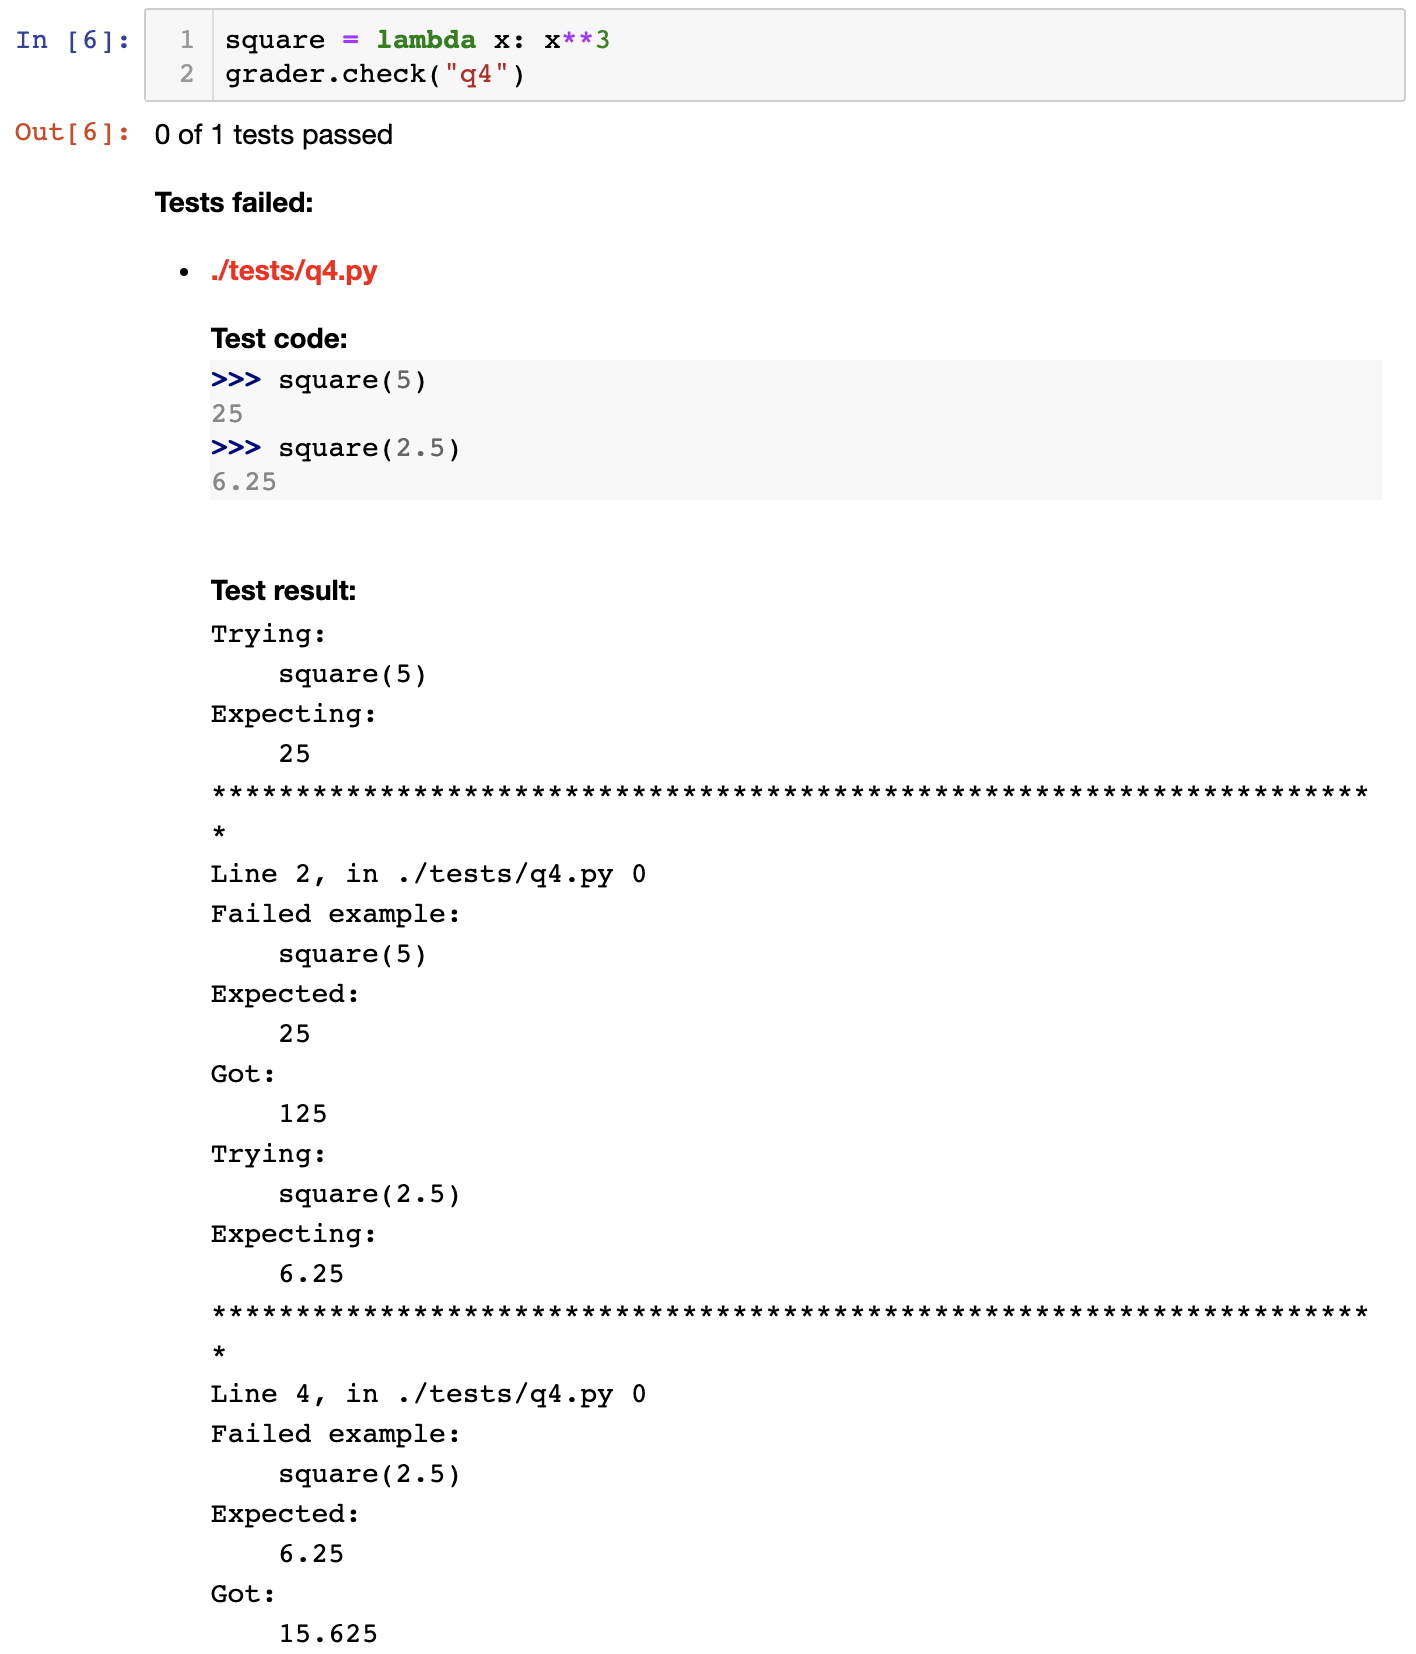 In [6]:
1 square = lambda x: x**3
2 grader.check("q4")
Out[6]: 0 of 1 tests passed
Tests failed:
• ./tests/q4.py
Test code:
>>> square(5)
25
>>> square(2.5)
6.25
Test result:
Trying:
    square(5)
Expecting:
    25
*********************************************************************
*
Line 2, in ./tests/q4.py 0
Failed example:
    square(5)
Expected:
    25
Got:
    125
Trying:
    square(2.5)
Expecting:
    6.25
*********************************************************************
*
Line 4, in ./tests/q4.py 0
Failed example:
    square(2.5)
Expected:
    6.25
Got:
    15.625